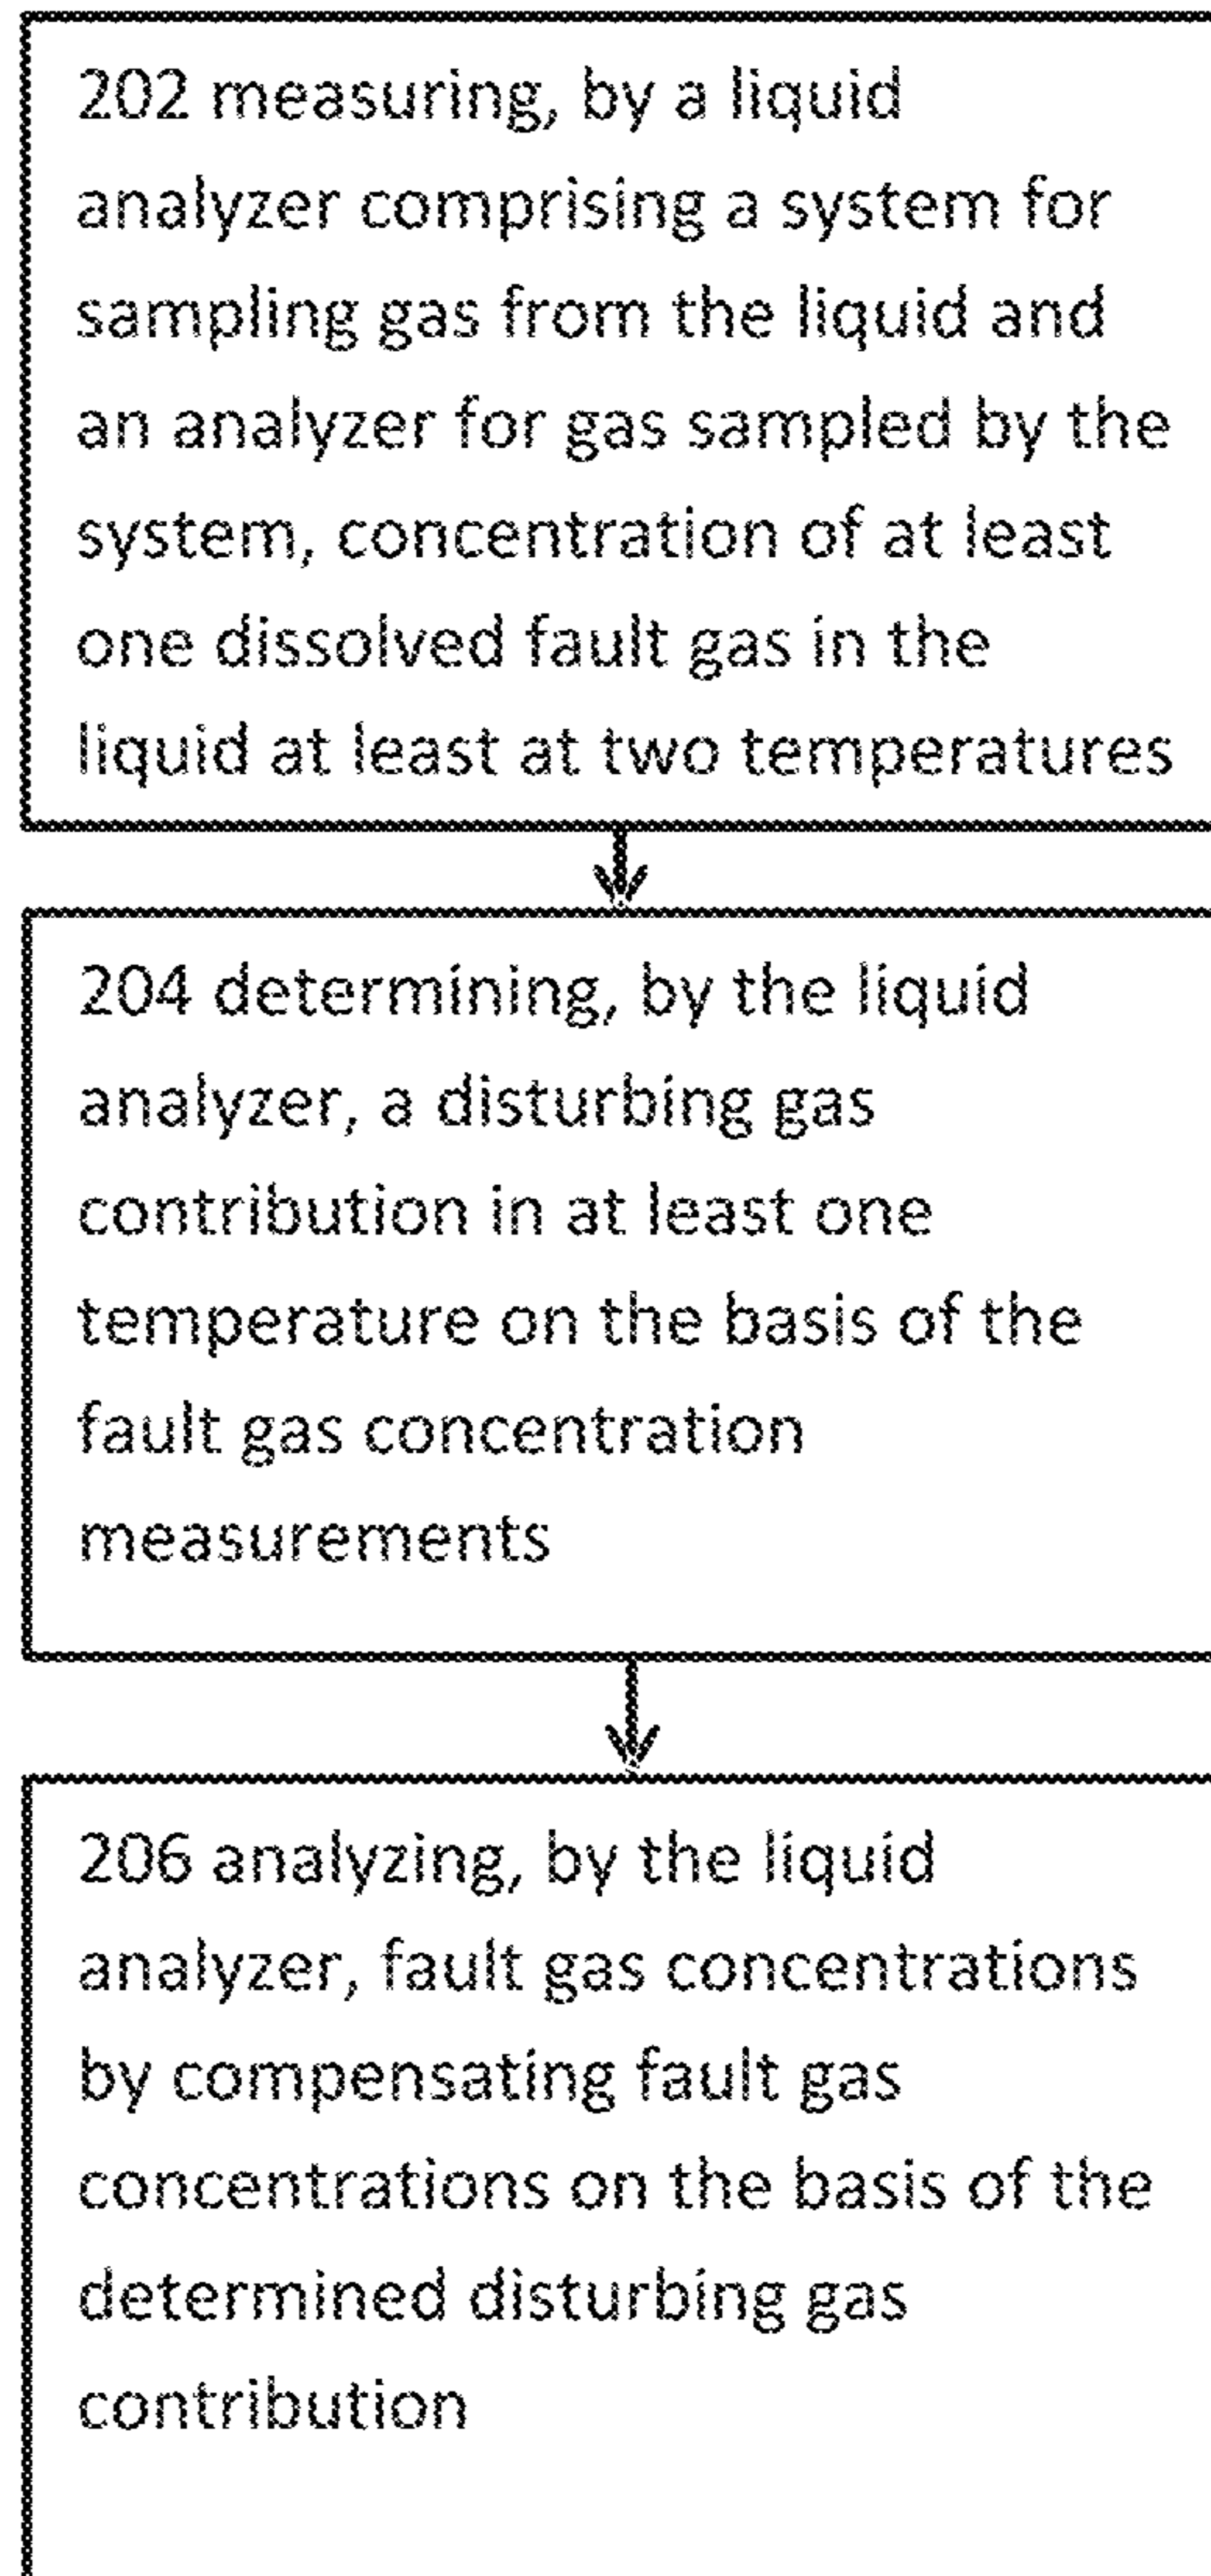 202 measuring, by a liquid
analyzer comprising a system for
sampling gas from the liquid and
an analyzer for gas sampled by the
system, concentration of at least
one dissolved fault gas in the
liquid at least at two temperatures
204 determining, by the liquid
analyzer, a disturbing gas
contribution in at least one
temperature on the basis of the
fault gas concentration
measurements
206 analyzing, by the liquid
analyzer, fault gas concentrations
by compensating fault gas
concentrations on the basis of the
determined disturbing gas
contribution